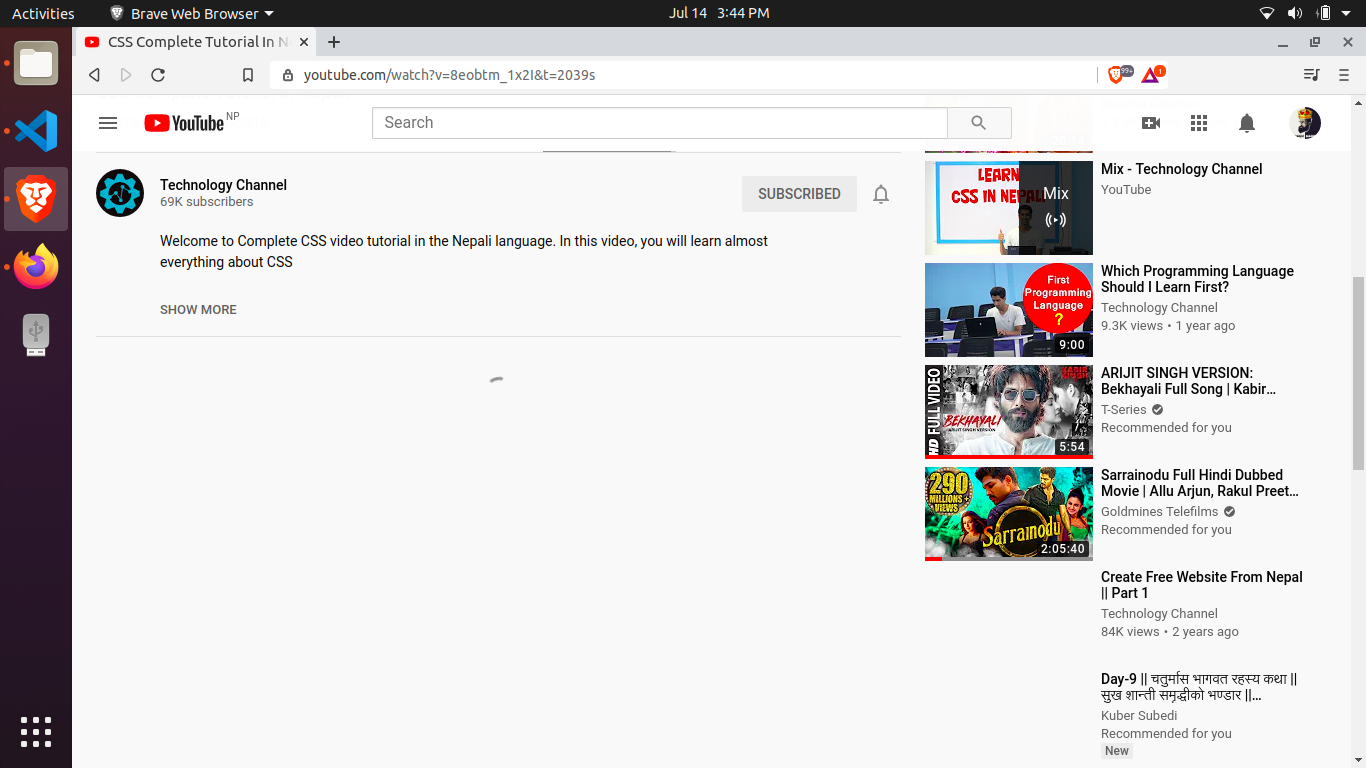 Activities
Brave Web Browser
Jul 14 3:44 PM
CSS Complete Tutorial In N
youtube.com/watch?v=8eobtm_1x2I&t=2039s
99+
1
YouTube NP
Search
Technology Channel
69K subscribers
SUBSCRIBED
Welcome to Complete CSS video tutorial in the Nepali language. In this video, you will learn almost
everything about CSS
SHOW MORE
LEARN
CSS IN NEPALI
Mix
Mix - Technology Channel
YouTube
First
Programming
Language
?
9:00
Which Programming Language
Should I Learn First?
Technology Channel
9.3K views • 1 year ago
HD FULL VIDEO
KABIR SINGH
BEKHAYALI
ARIJIT SINGH VERSION
5:54
ARIJIT SINGH VERSION:
Bekhayali Full Song | Kabir...
T-Series
Recommended for you
290
MILLIONS+
VIEWS
Sarrainodu
2:05:40
Sarrainodu Full Hindi Dubbed
Movie | Allu Arjun, Rakul Preet...
Goldmines Telefilms
Recommended for you
Create Free Website From Nepal
|| Part 1
Technology Channel
84K views • 2 years ago
Day-9 || चतुर्मास भागवत रहस्य कथा ||
सुख शान्ती समृद्धीको भण्डार ||...
Kuber Subedi
Recommended for you
New